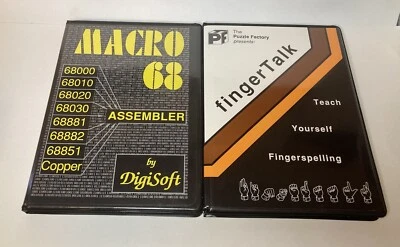 MACRO
68
68000
68010
68020
68030
68881
68882
68851
Copper
ASSEMBLER
by
DigiSoft
PF
The
Puzzle Factory
presents:
fingerTalk
Teach
Yourself
Fingerspelling